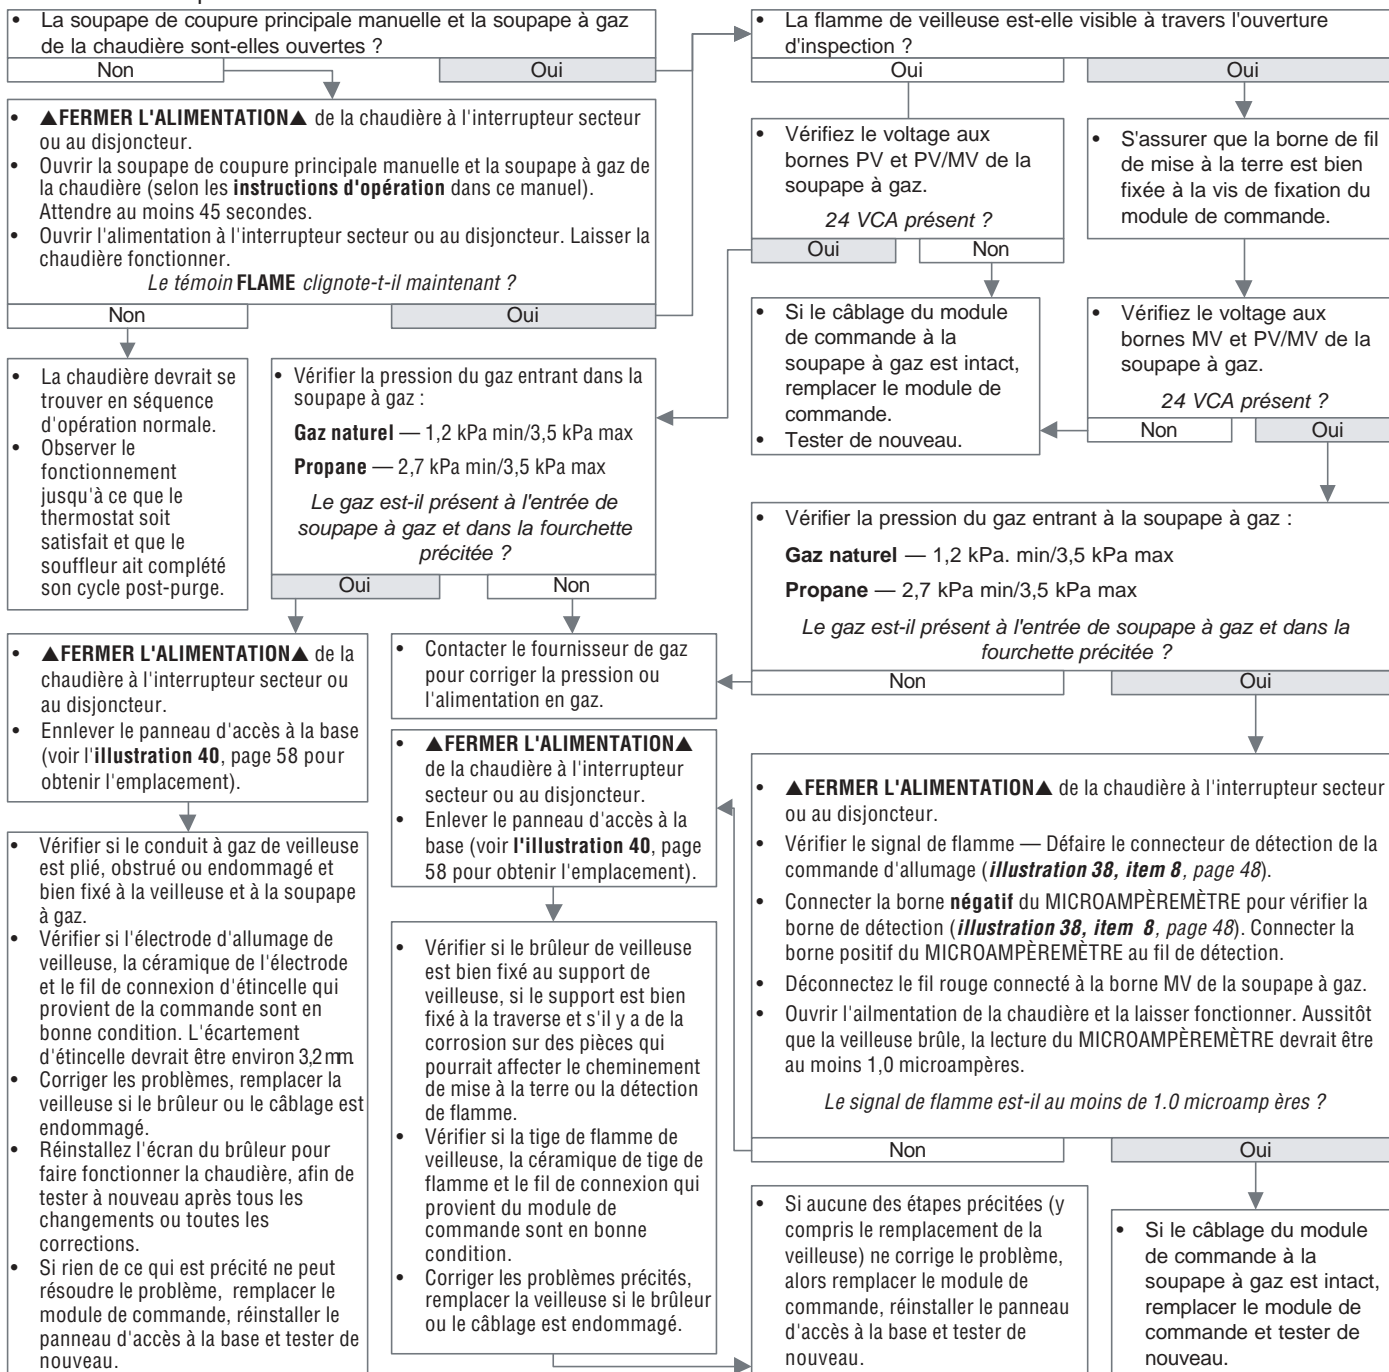 • La soupape de coupure principale manuelle et la soupape à gaz
de la chaudière sont-elles ouvertes ?
Non
Oui
• ▲FERMER L'ALIMENTATION▲ de la chaudière à l'interrupteur secteur
ou au disjoncteur.
• Ouvrir la soupape de coupure principale manuelle et la soupape à gaz de
la chaudière (selon les instructions d'opération dans ce manuel).
Attendre au moins 45 secondes.
• Ouvrir l'alimentation à l'interrupteur secteur ou au disjoncteur. Laisser la
chaudière fonctionner.
Le témoin FLAME clignote-t-il maintenant ?
Non
Oui
• La chaudière devrait se
trouver en séquence
d'opération normale.
• Observer le
fonctionnement
jusqu'à ce que le
thermostat soit
satisfait et que le
souffleur ait complété
son cycle post-purge.
• Vérifier la pression du gaz entrant dans la
soupape à gaz :
Gaz naturel — 1,2 kPa min/3,5 kPa max
Propane — 2,7 kPa min/3,5 kPa max
Le gaz est-il présent à l'entrée de
soupape à gaz et dans la fourchette
précitée ?
Oui
Non
• ▲FERMER L'ALIMENTATION▲ de la
chaudière à l'interrupteur secteur ou
au disjoncteur.
• Ennlever le panneau d'accès à la base
(voir l'illustration 40, page 58 pour
obtenir l'emplacement).
• Vérifier si le conduit à gaz de veilleuse
est plié, obstrué ou endommagé et
bien fixé à la veilleuse et à la soupape
à gaz.
• Vérifier si l'électrode d'allumage de
veilleuse, la céramique de l'électrode
et le fil de connexion d'étincelle qui
provient de la commande sont en
bonne condition. L'écartement
d'étincelle devrait être environ 3,2 mm.
• Corriger les problèmes, remplacer la
veilleuse si le brûleur ou le câblage est
endommagé.
• Réinstallez l'écran du brûleur pour
faire fonctionner la chaudière, afin de
tester à nouveau après tous les
changements ou toutes les
corrections.
• Si rien de ce qui est précité ne peut
résoudre le problème, remplacer le
module de commande, réinstaller le
panneau d'accès à la base et tester de
nouveau.
• Contacter le fournisseur de gaz
pour corriger la pression ou
l'alimentation en gaz.
• ▲FERMER L'ALIMENTATION▲
de la chaudière à l'interrupteur
secteur ou au disjoncteur.
• Enlever le panneau d'accès à la
base (voir l'illustration 40, page
58 pour obtenir l'emplacement).
• Vérifier si le brûleur de veilleuse
est bien fixé au support de
veilleuse, si le support est bien
fixé à la traverse et s'il y a de la
corrosion sur des pièces qui
pourrait affecter le cheminement
de mise à la terre ou la détection
de flamme.
• Vérifier si la tige de flamme de
veilleuse, la céramique de tige de
flamme et le fil de connexion qui
provient du module de
commande sont en bonne
condition.
• Corriger les problèmes précités,
remplacer la veilleuse si le brûleur
ou le câblage est endommagé.
• La flamme de veilleuse est-elle visible à travers l'ouverture
d'inspection ?
Oui
Oui
• Vérifiez le voltage aux
bornes PV et PV/MV de la
soupape à gaz.
24 VCA présent ?
Oui
Non
• Si le câblage du module
de commande à la
soupape à gaz est intact,
remplacer le module de
commande.
• Tester de nouveau.
• S'assurer que la borne de fil
de mise à la terre est bien
fixée à la vis de fixation du
module de commande.
• Vérifiez le voltage aux
bornes MV et PV/MV de la
soupape à gaz.
24 VCA présent ?
Non
Oui
• Vérifier la pression du gaz entrant à la soupape à gaz :
Gaz naturel — 1,2 kPa. min/3,5 kPa max
Propane — 2,7 kPa min/3,5 kPa max
Le gaz est-il présent à l'entrée de soupape à gaz et dans la
fourchette précitée ?
Non
Oui
• ▲FERMER L'ALIMENTATION▲ de la chaudière à l'interrupteur secteur
ou au disjoncteur.
• Vérifier le signal de flamme — Défaire le connecteur de détection de la
commande d'allumage (illustration 38, item 8, page 48).
• Connecter la borne négatif du MICROAMPÈREMÈTRE pour vérifier la
borne de détection (illustration 38, item 8, page 48). Connecter la
borne positif du MICROAMPÈREMÈTRE au fil de détection.
• Déconnectez le fil rouge connecté à la borne MV de la soupape à gaz.
• Ouvrir l'ailmentation de la chaudière et la laisser fonctionner. Aussitôt
que la veilleuse brûle, la lecture du MICROAMPÈREMÈTRE devrait être
au moins 1,0 microampères.
Le signal de flamme est-il au moins de 1.0 microamp ères ?
Non
Oui
• Si aucune des étapes précitées (y
compris le remplacement de la
veilleuse) ne corrige le problème,
alors remplacer le module de
commande, réinstaller le panneau
d'accès à la base et tester de
nouveau.
• Si le câblage du module
de commande à la
soupape à gaz est intact,
remplacer le module de
commande et tester de
nouveau.